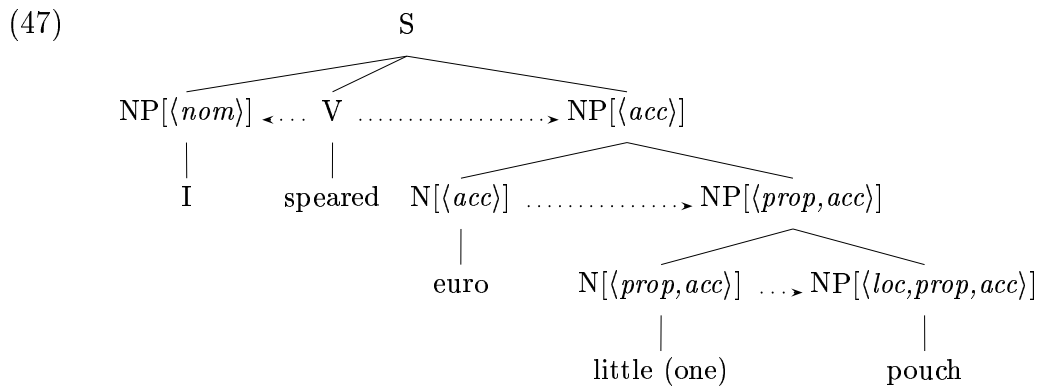 (47) S
NP[⟨nom⟩] V NP[⟨acc⟩]
I speared N[⟨acc⟩] NP[⟨prop,acc⟩]
euro N[⟨prop,acc⟩] NP[⟨loc,prop,acc⟩]
little (one) pouch